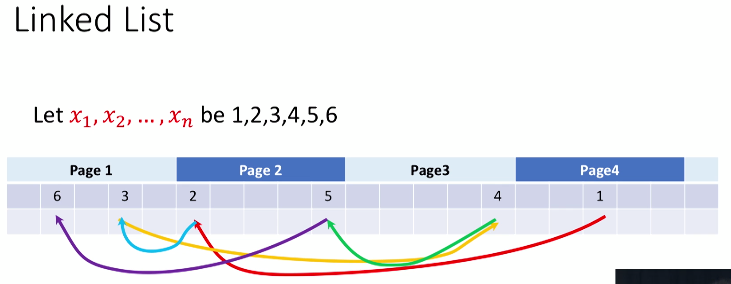 Linked List
Let x₁, x₂, … , xₙ be 1,2,3,4,5,6
Page 1 Page 2 Page3 Page4
6 3 2 5 4 1